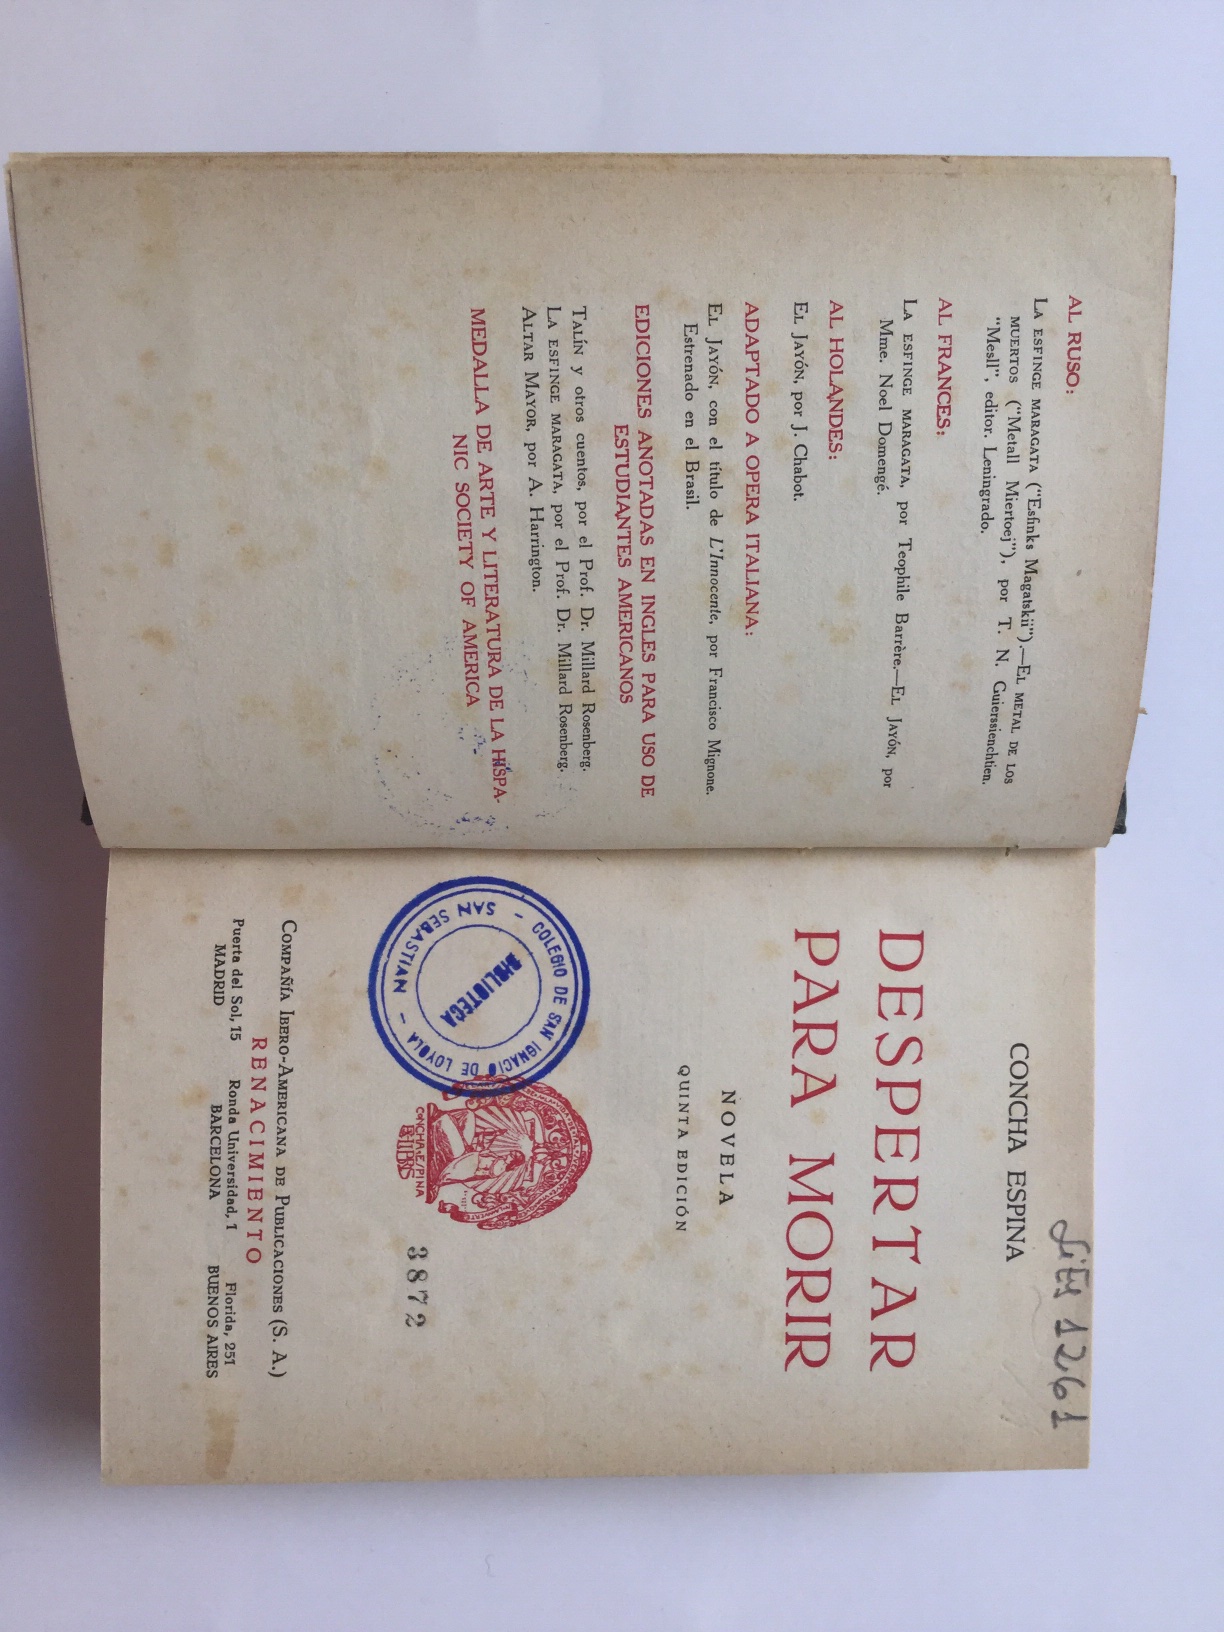 AL RUSO:
LA ESFINGE MARAGATA ("Esfinks Magatskii").—EL METAL DE LOS
MUERTOS ("Metall Miertoej"), por T. N. Guierssienchtien.
"Mesll", editor. Leningrado.
AL FRANCES:
LA ESFINGE MARAGATA, por Teophile Barrère.—EL JAYÓN, por
Mme. Noel Domengé.
AL HOLANDES:
EL JAYÓN, por J. Chabot.
ADAPTADO A OPERA ITALIANA:
EL JAYÓN, con el título de L'Innocente, por Francisco Mignone.
Estrenado en el Brasil.
EDICIONES ANOTADAS EN INGLES PARA USO DE
ESTUDIANTES AMERICANOS
TALÍN y otros cuentos, por el Prof. Dr. Millard Rosenberg.
LA ESFINGE MARAGATA, por el Prof. Dr. Millard Rosenberg.
ALTAR MAYOR, por A. Harrington.
MEDALLA DE ARTE Y LITERATURA DE LA HISPA-
NIC SOCIETY OF AMERICA
LiEs 1261
CONCHA ESPINA
DESPERTAR
PARA MORIR
NOVELA
QUINTA EDICIÓN
COLEGIO DE SAN IGNACIO DE LOYOLA - SAN SEBASTIAN -
BIBLIOTECA
CONCHA ESPINA
3872
COMPAÑÍA IBERO-AMERICANA DE PUBLICACIONES (S. A.)
RENACIMIENTO
Puerta del Sol, 15 Ronda Universidad, 1 Florida, 251
MADRID BARCELONA BUENOS AIRES